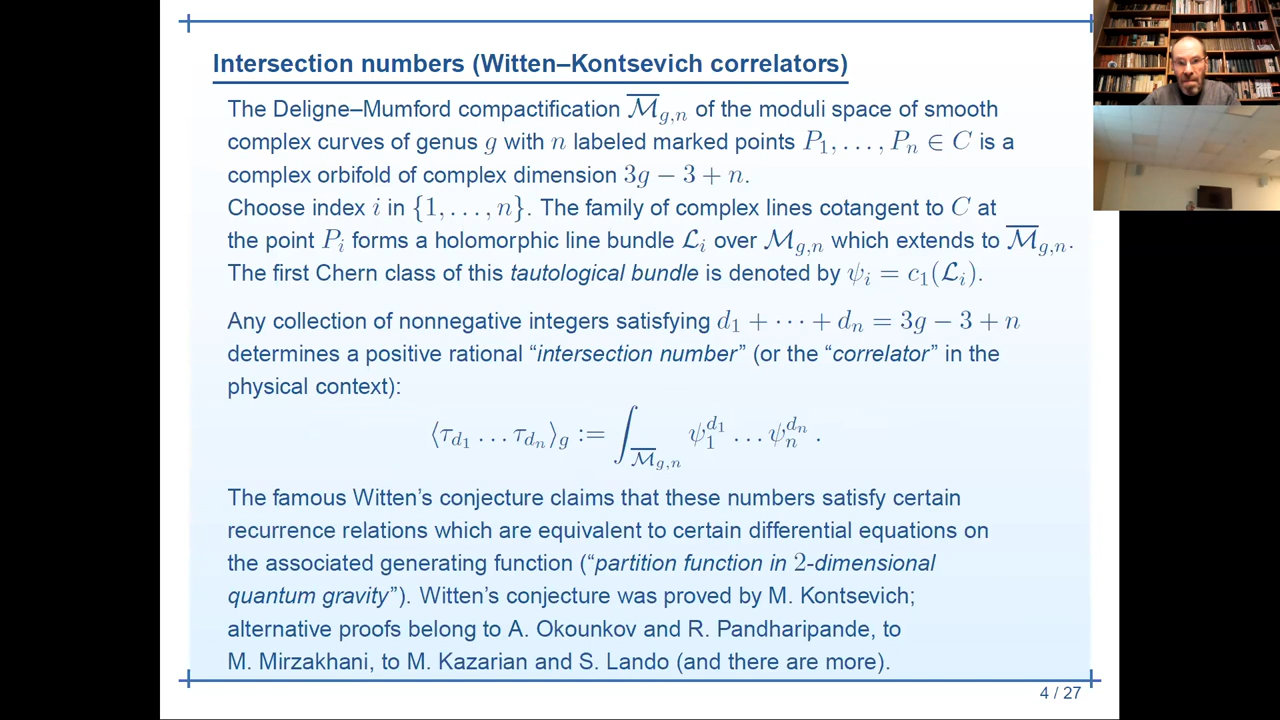 Intersection numbers (Witten–Kontsevich correlators)
The Deligne–Mumford compactification $\overline{\mathcal{M}}_{g,n}$ of the moduli space of smooth
complex curves of genus $g$ with $n$ labeled marked points $P_1, \ldots, P_n \in C$ is a
complex orbifold of complex dimension $3g - 3 + n$.
Choose index $i$ in $\{1, \ldots, n\}$. The family of complex lines cotangent to $C$ at
the point $P_i$ forms a holomorphic line bundle $\mathcal{L}_i$ over $\mathcal{M}_{g,n}$ which extends to $\overline{\mathcal{M}}_{g,n}$.
The first Chern class of this tautological bundle is denoted by $\psi_i = c_1(\mathcal{L}_i)$.
Any collection of nonnegative integers satisfying $d_1 + \cdots + d_n = 3g - 3 + n$
determines a positive rational “intersection number” (or the “correlator” in the
physical context):
$\langle \tau_{d_1} \ldots \tau_{d_n} \rangle_g := \int_{\overline{\mathcal{M}}_{g,n}} \psi_1^{d_1} \ldots \psi_n^{d_n}$ .
The famous Witten’s conjecture claims that these numbers satisfy certain
recurrence relations which are equivalent to certain differential equations on
the associated generating function (“partition function in 2-dimensional
quantum gravity”). Witten’s conjecture was proved by M. Kontsevich;
alternative proofs belong to A. Okounkov and R. Pandharipande, to
M. Mirzakhani, to M. Kazarian and S. Lando (and there are more).
4 / 27